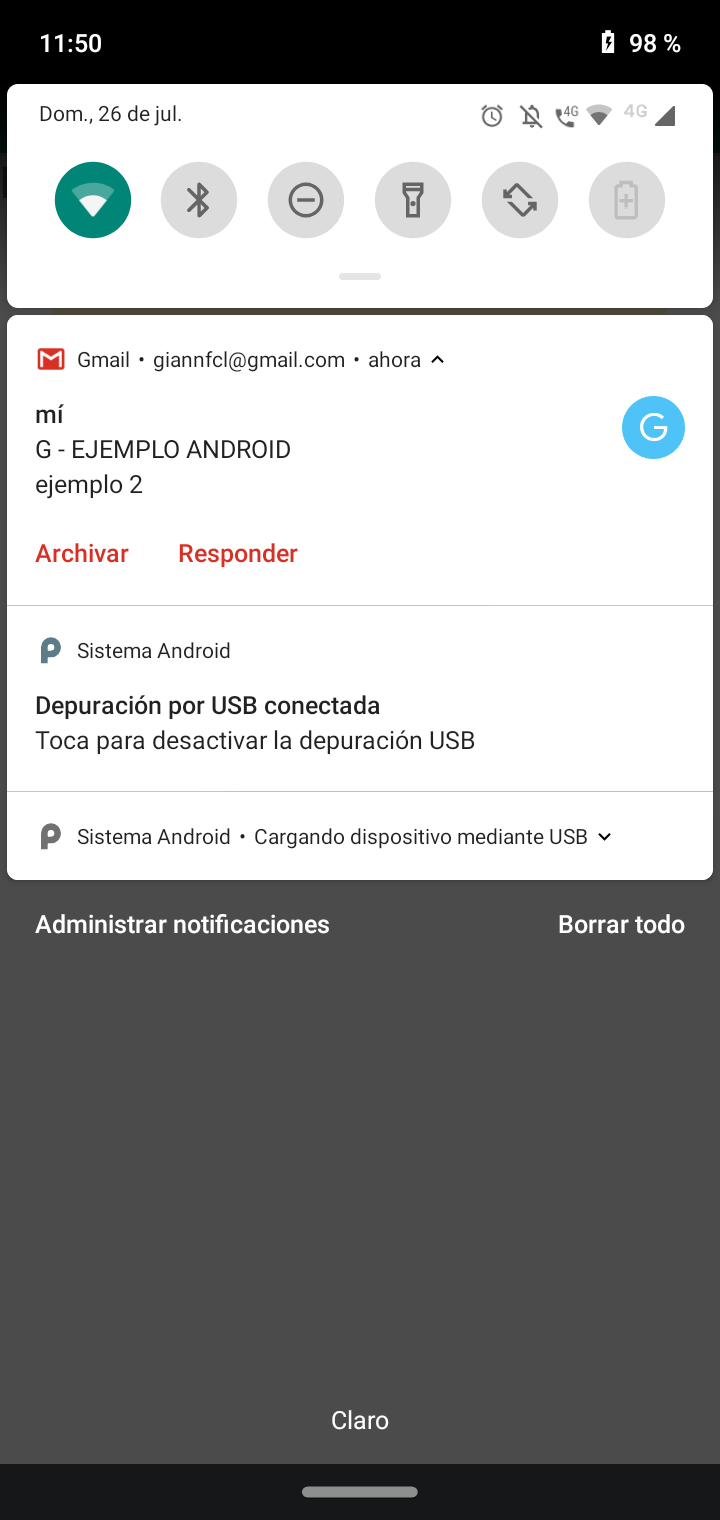 11:50
98 %
Dom., 26 de jul.
4G
4G
Gmail • giannfcl@gmail.com • ahora
mí
G - EJEMPLO ANDROID
ejemplo 2
G
Archivar
Responder
Sistema Android
Depuración por USB conectada
Toca para desactivar la depuración USB
Sistema Android • Cargando dispositivo mediante USB
Administrar notificaciones
Borrar todo
Claro